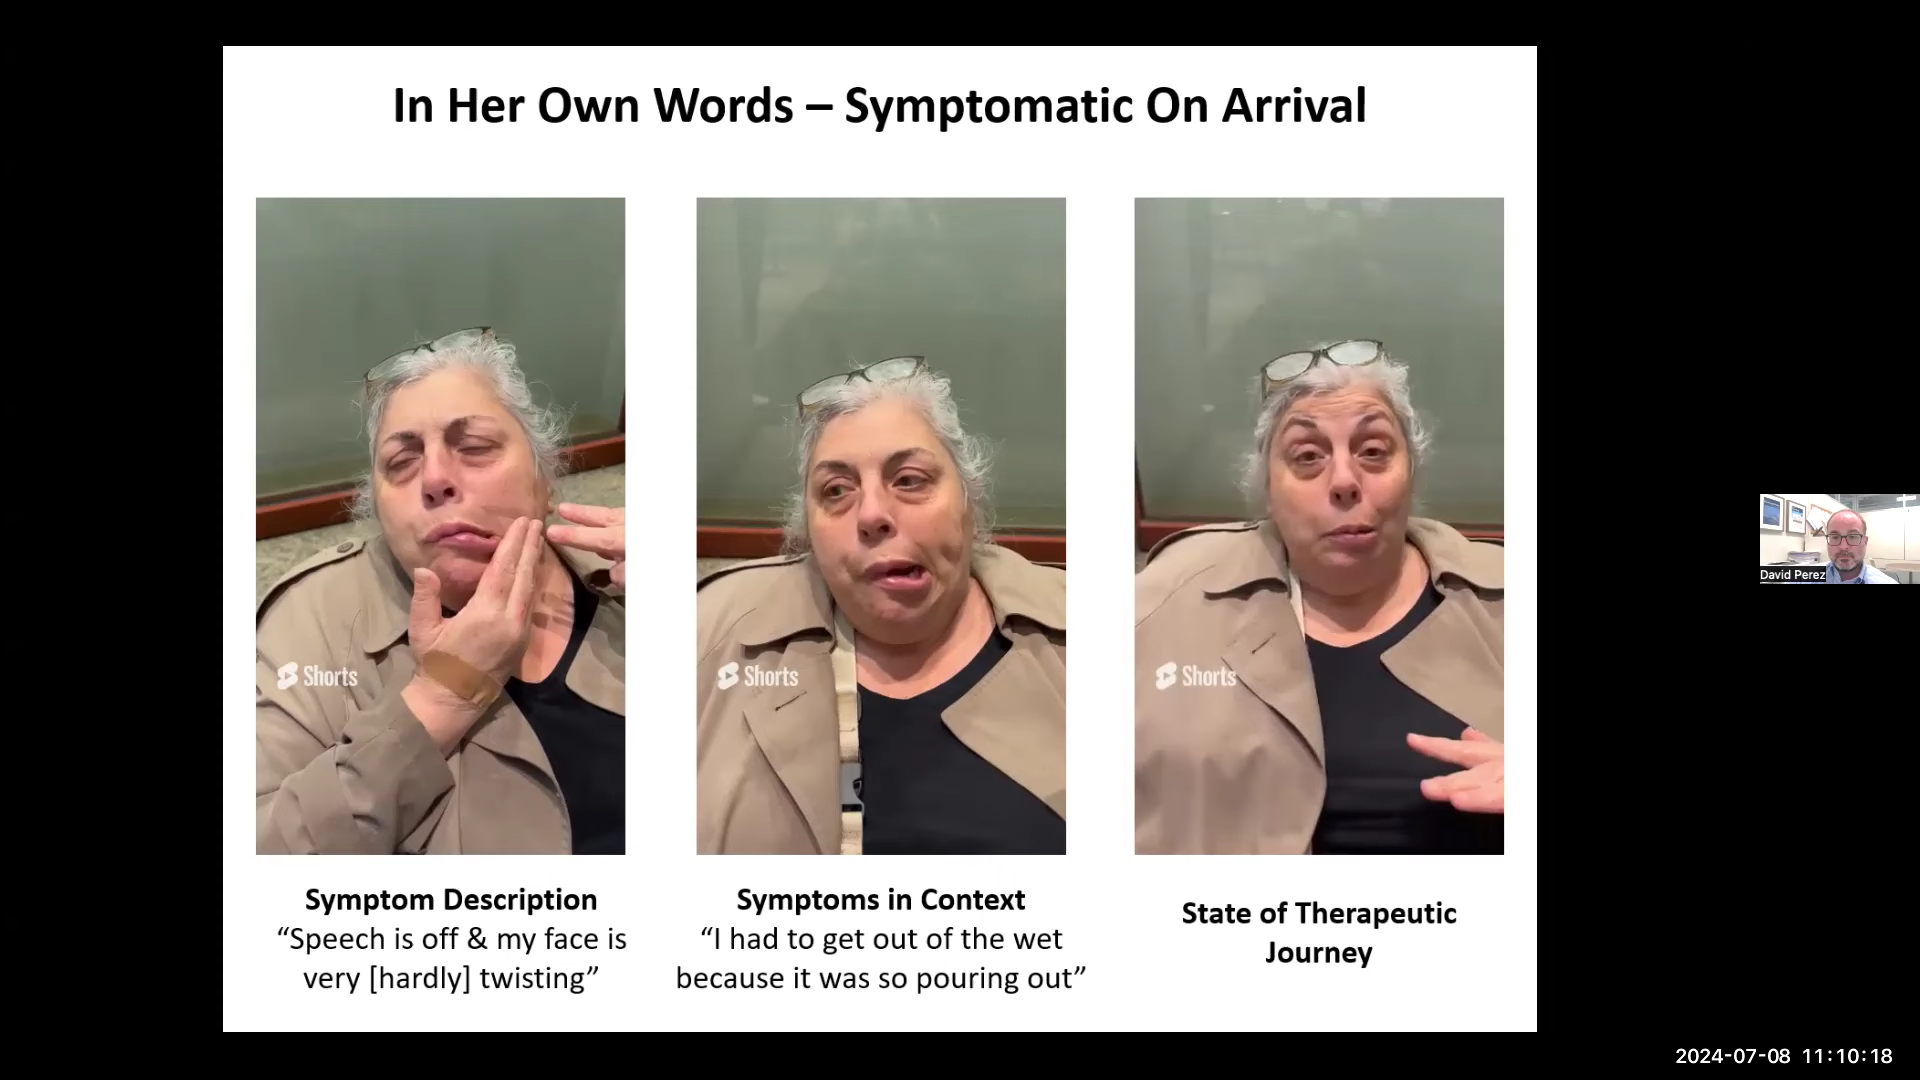 In Her Own Words – Symptomatic On Arrival
Shorts
Shorts
Shorts
Symptom Description
“Speech is off & my face is
very [hardly] twisting”
Symptoms in Context
“I had to get out of the wet
because it was so pouring out”
State of Therapeutic
Journey
David Perez
2024-07-08 11:10:18